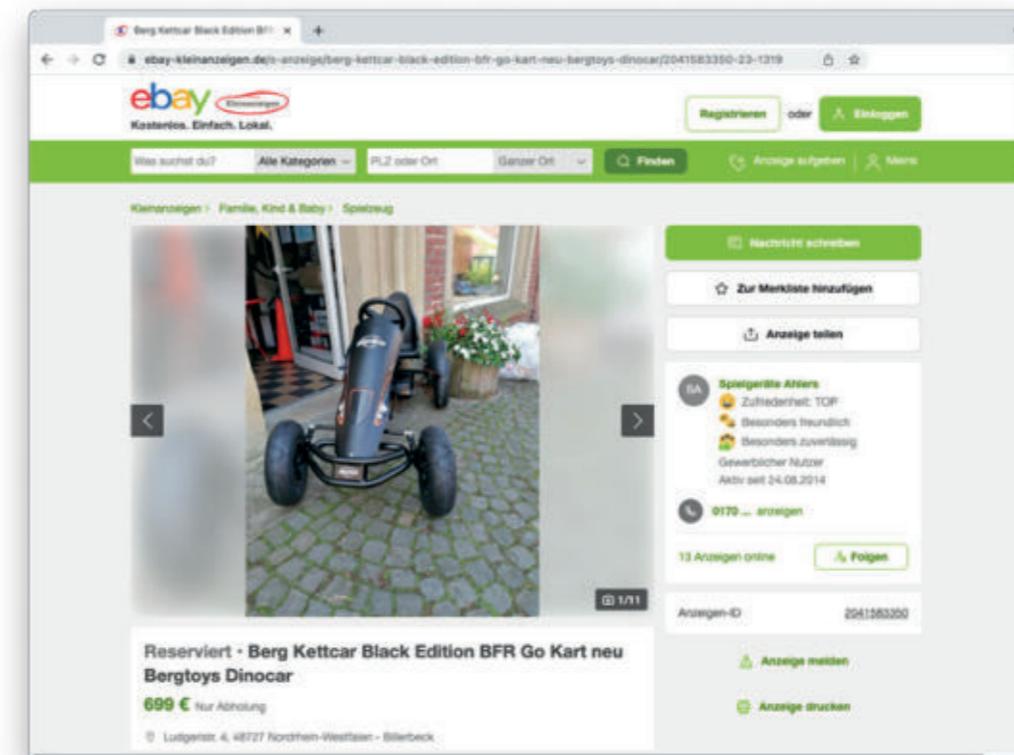 Berg Kettcar Black Edition BF
ebay-kleinanzeigen.de/s-anzeige/berg-kettcar-black-edition-bfr-go-kart-neu-bergtoys-dinocar/2041583350-23-1319
ebay Kleinanzeigen
Kostenlos. Einfach. Lokal.
Registrieren oder Einloggen
Was suchst du? Alle Kategorien PLZ oder Ort Ganzer Ort Finden Anzeige aufgeben Meins
Kleinanzeigen > Familie, Kind & Baby > Spielzeug
Nachricht schreiben
Zur Merkliste hinzufügen
Anzeige teilen
SA Spielgeräte Ahlers
Zufriedenheit: TOP
Besonders freundlich
Besonders zuverlässig
Gewerblicher Nutzer
Aktiv seit 24.08.2014
0170 ... anzeigen
13 Anzeigen online Folgen
1/11
Anzeigen-ID 2041583350
Reserviert • Berg Kettcar Black Edition BFR Go Kart neu
Bergtoys Dinocar
699 € Nur Abholung
Ludgeristr. 4, 48727 Nordrhein-Westfalen - Billerbeck
Anzeige melden
Anzeige drucken